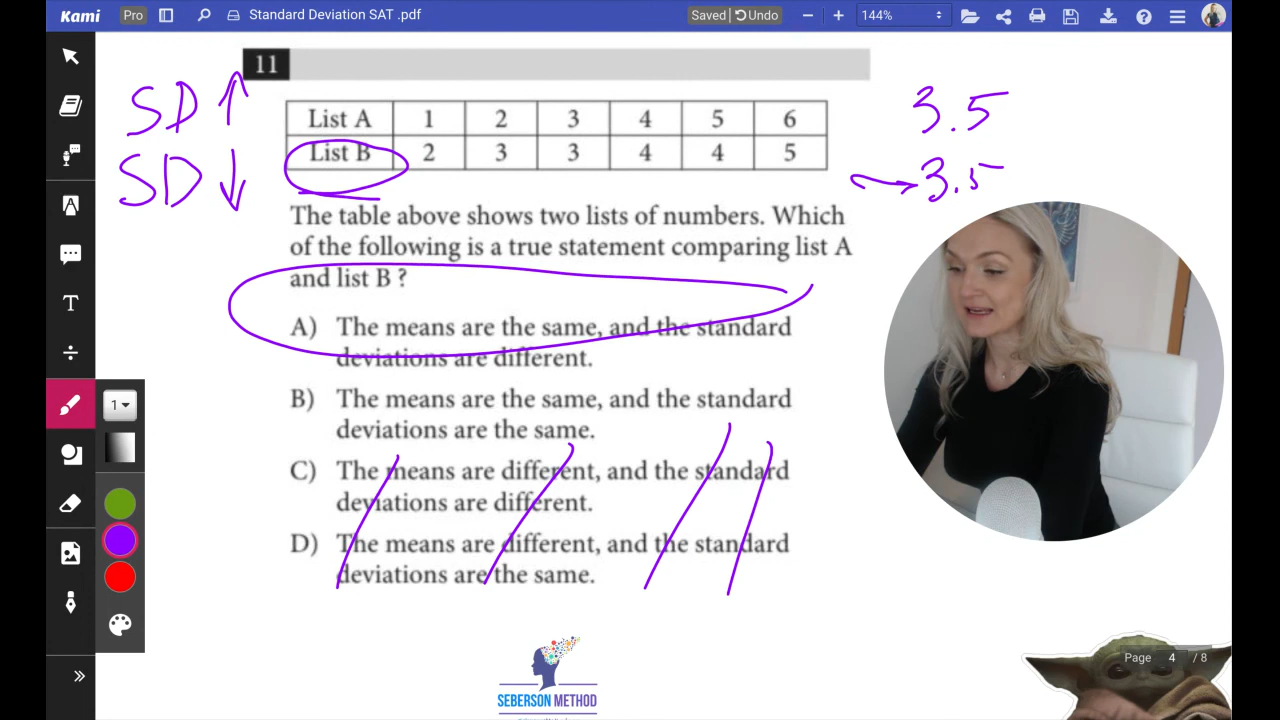 Kami Pro Standard Deviation SAT .pdf Saved Undo 144%
11
SD ↑
List A 1 2 3 4 5 6
3.5
SD ↓
List B 2 3 3 4 4 5
3.5
The table above shows two lists of numbers. Which
of the following is a true statement comparing list A
and list B ?
A) The means are the same, and the standard
deviations are different.
B) The means are the same, and the standard
deviations are the same.
C) The means are different, and the standard
deviations are different.
D) The means are different, and the standard
deviations are the same.
1
SEBERSON METHOD
Page 4 / 8